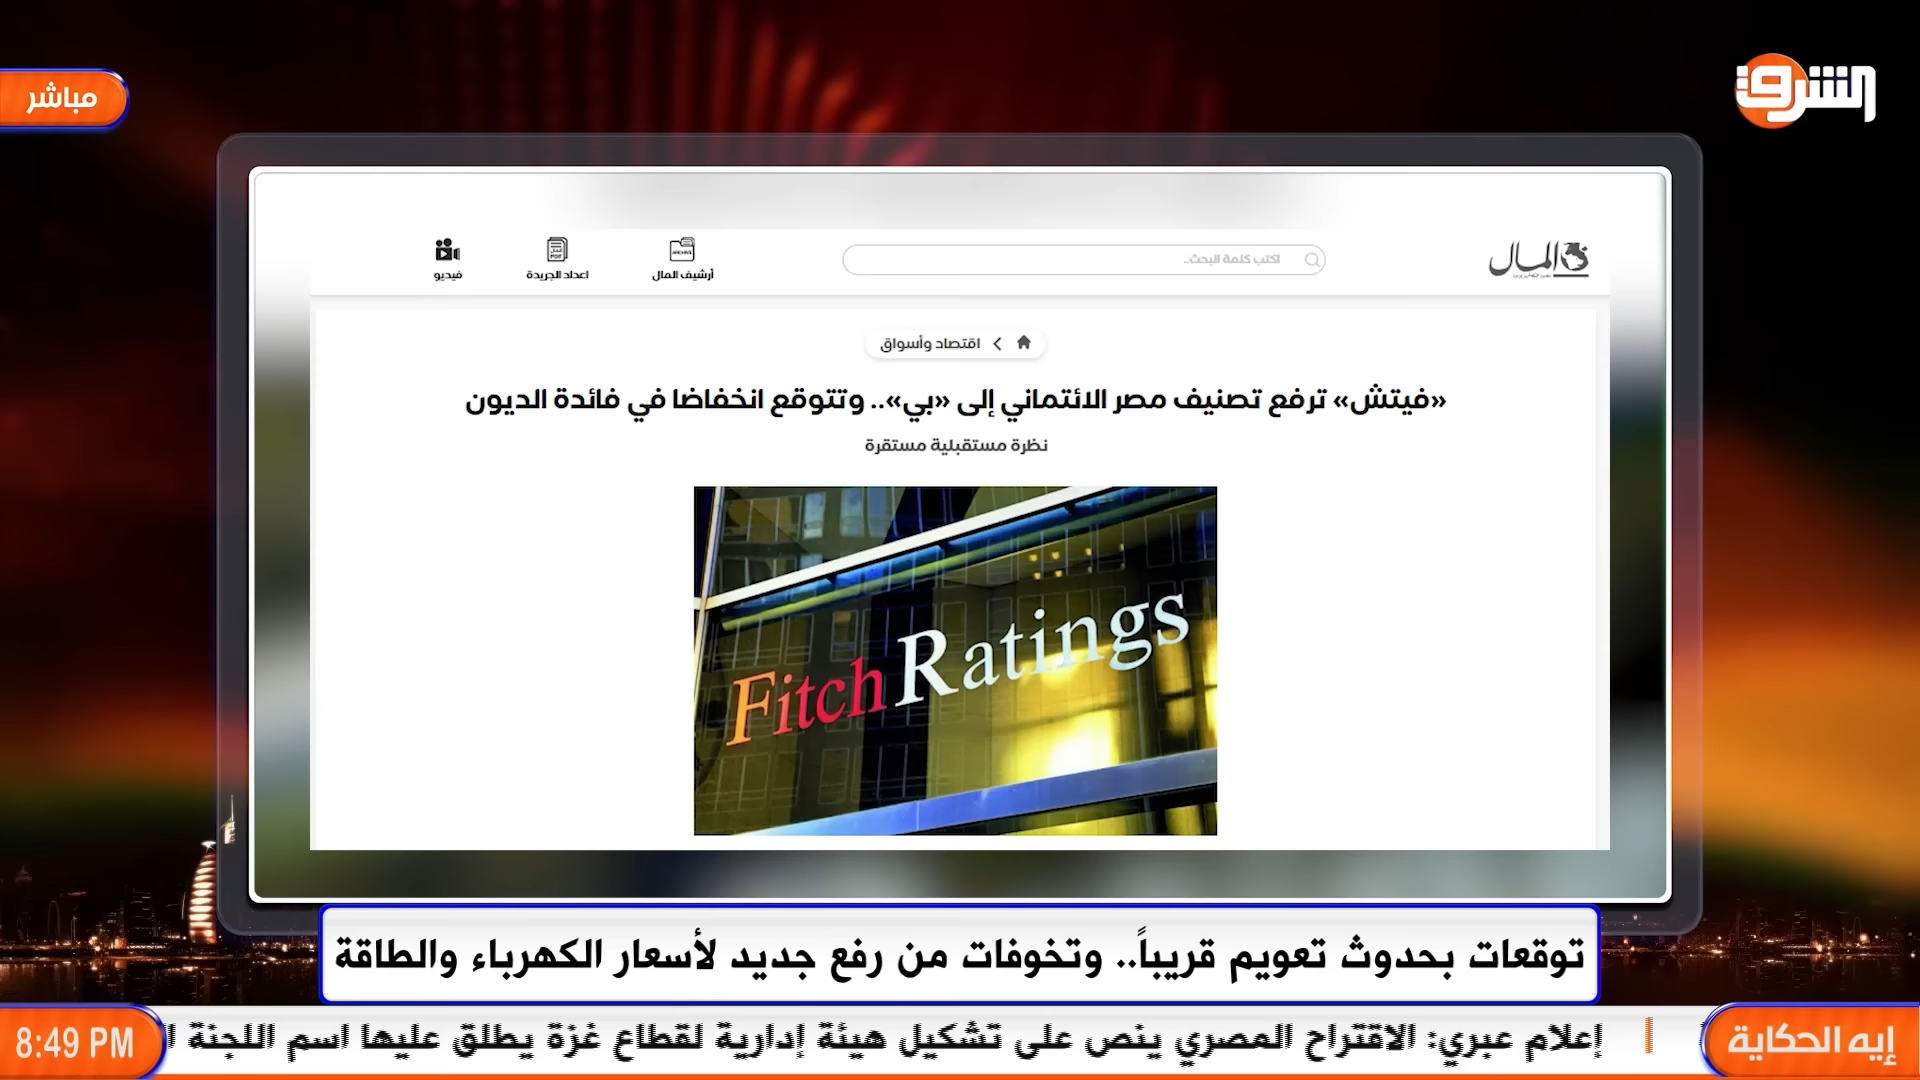 مباشر
الشرق
المال
اكتب كلمة البحث..
أرشيف المال
اعداد الجريدة
فيديو
اقتصاد وأسواق
«فيتش» ترفع تصنيف مصر الائتماني إلى «بي».. وتتوقع انخفاضا في فائدة الديون
نظرة مستقبلية مستقرة
FitchRatings
توقعات بحدوث تعويم قريباً.. وتخوفات من رفع جديد لأسعار الكهرباء والطاقة
إيه الحكاية
إعلام عبري: الاقتراح المصري ينص على تشكيل هيئة إدارية لقطاع غزة يطلق عليها اسم اللجنة
8:49 PM